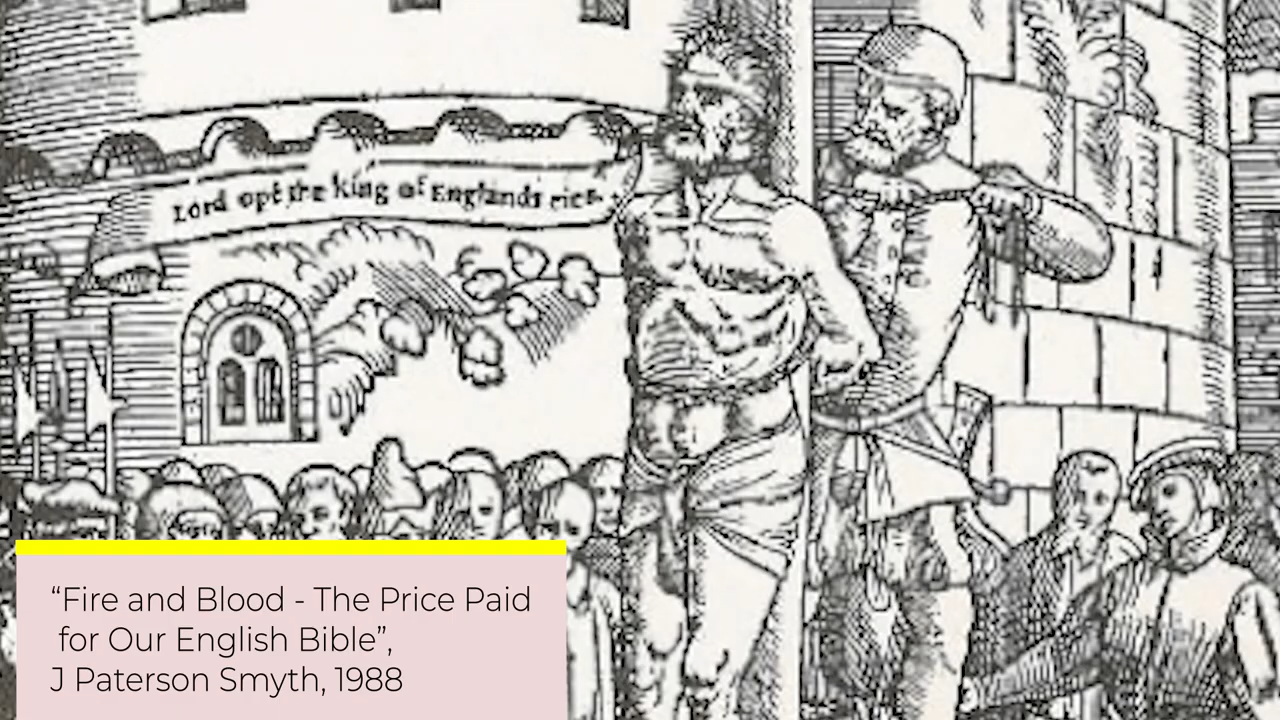 Lord opē the king of Englands eies
“Fire and Blood - The Price Paid
for Our English Bible”,
J Paterson Smyth, 1988